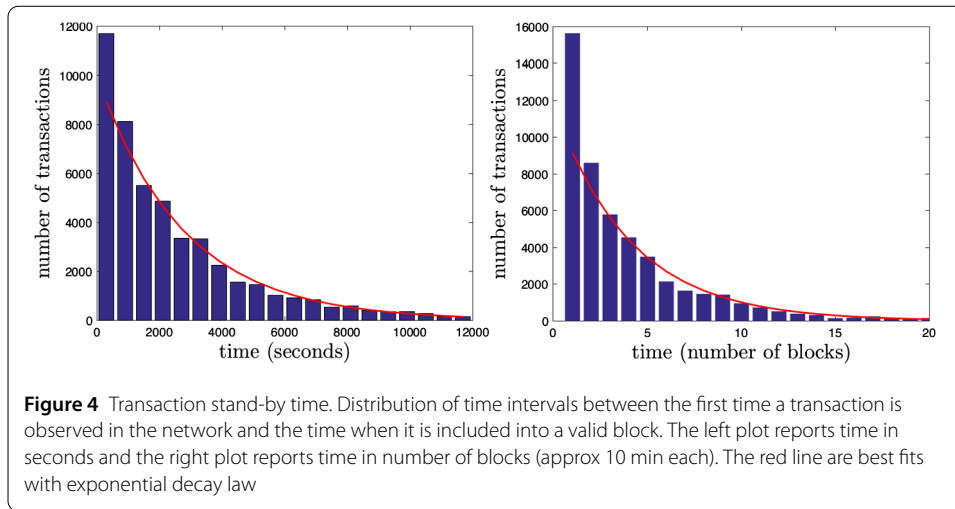 12000
10000
8000
6000
4000
2000
0
number of transactions
0 2000 4000 6000 8000 10000 12000
time (seconds)
16000
14000
12000
10000
8000
6000
4000
2000
0
number of transactions
0 5 10 15 20
time (number of blocks)
Figure 4 Transaction stand-by time. Distribution of time intervals between the first time a transaction is
observed in the network and the time when it is included into a valid block. The left plot reports time in
seconds and the right plot reports time in number of blocks (approx 10 min each). The red line are best fits
with exponential decay law